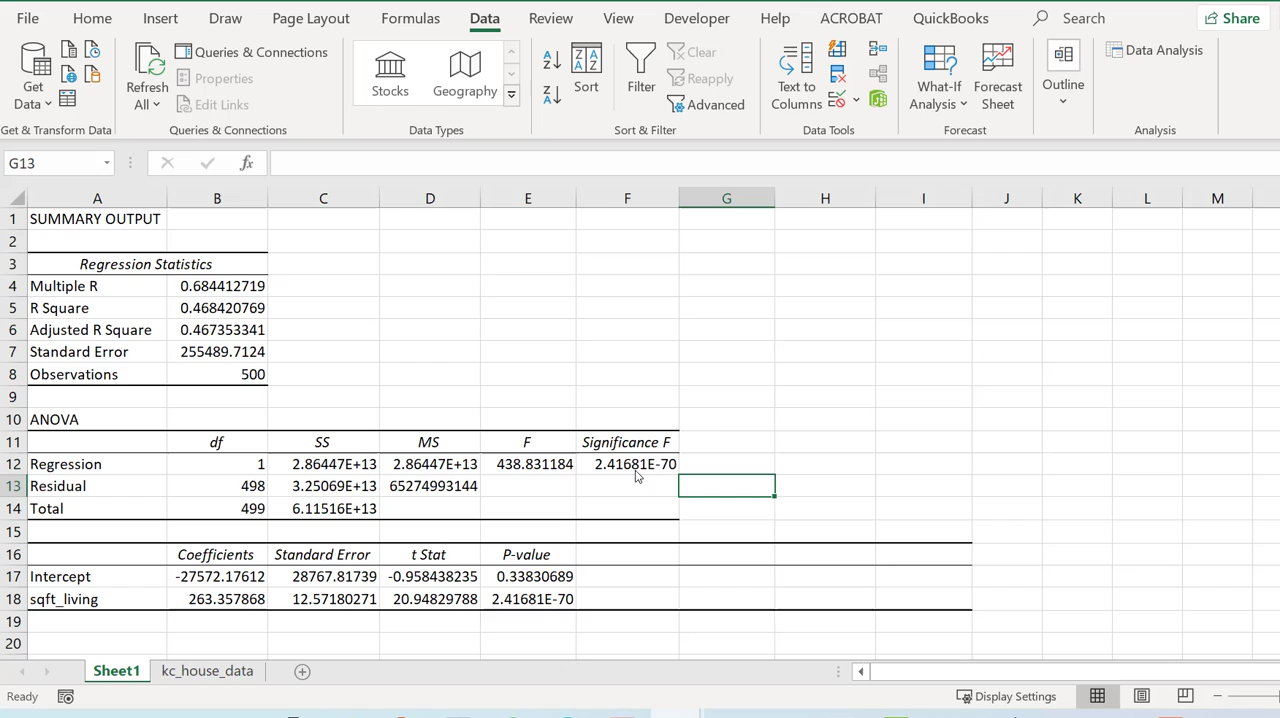 File Home Insert Draw Page Layout Formulas Data Review View Developer Help ACROBAT QuickBooks Search Share
Get Data
Refresh All
Queries & Connections
Properties
Edit Links
Stocks
Geography
Sort
Filter
Clear
Reapply
Advanced
Text to Columns
What-If Analysis
Forecast Sheet
Outline
Data Analysis
Get & Transform Data Queries & Connections Data Types Sort & Filter Data Tools Forecast Analysis
G13 fx
A B C D E F G H I J K L M
1 SUMMARY OUTPUT
2
3 Regression Statistics
4 Multiple R 0.684412719
5 R Square 0.468420769
6 Adjusted R Square 0.467353341
7 Standard Error 255489.7124
8 Observations 500
9
10 ANOVA
11 df SS MS F Significance F
12 Regression 1 2.86447E+13 2.86447E+13 438.831184 2.41681E-70
13 Residual 498 3.25069E+13 65274993144
14 Total 499 6.11516E+13
15
16 Coefficients Standard Error t Stat P-value
17 Intercept -27572.17612 28767.81739 -0.958438235 0.33830689
18 sqft_living 263.357868 12.57180271 20.94829788 2.41681E-70
19
20
Sheet1 kc_house_data
Ready Display Settings